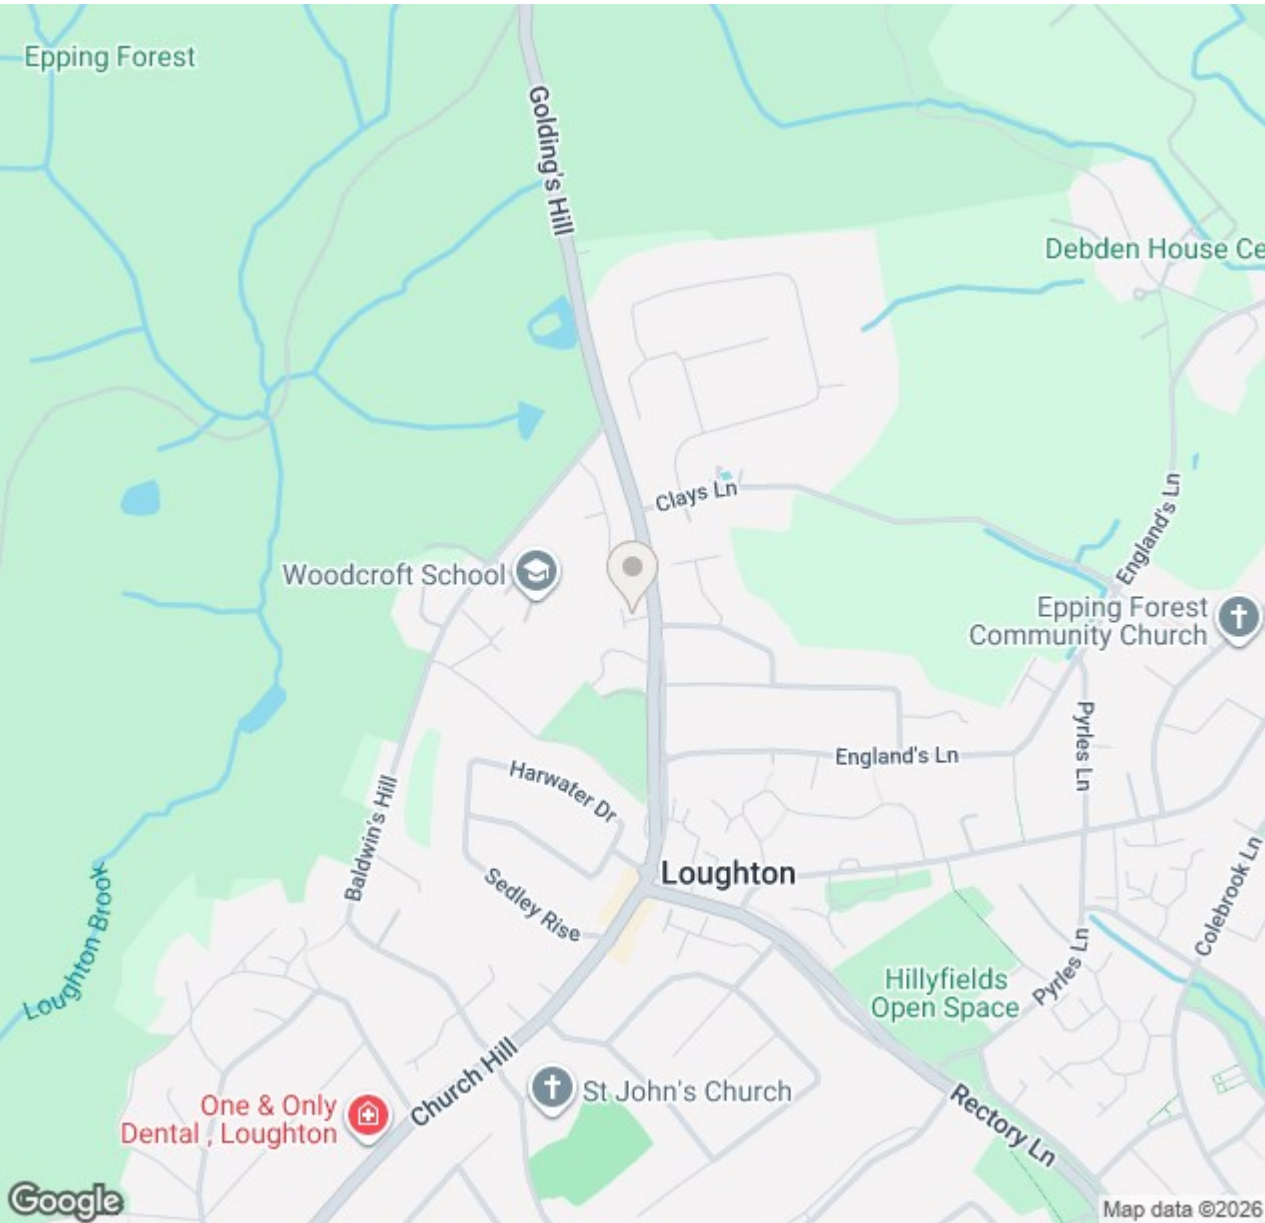 Epping Forest
Golding's Hill
Debden House Ce
Clays Ln
England's Ln
Woodcroft School
Epping Forest
Community Church
Pyrles Ln
England's Ln
Harwater Dr
Baldwin's Hill
Loughton
Sedley Rise
Colebrook Ln
Loughton Brook
Hillyfields
Open Space
Pyrles Ln
Church Hill
St John's Church
One & Only
Dental , Loughton
Rectory Ln
Google
Map data ©2026